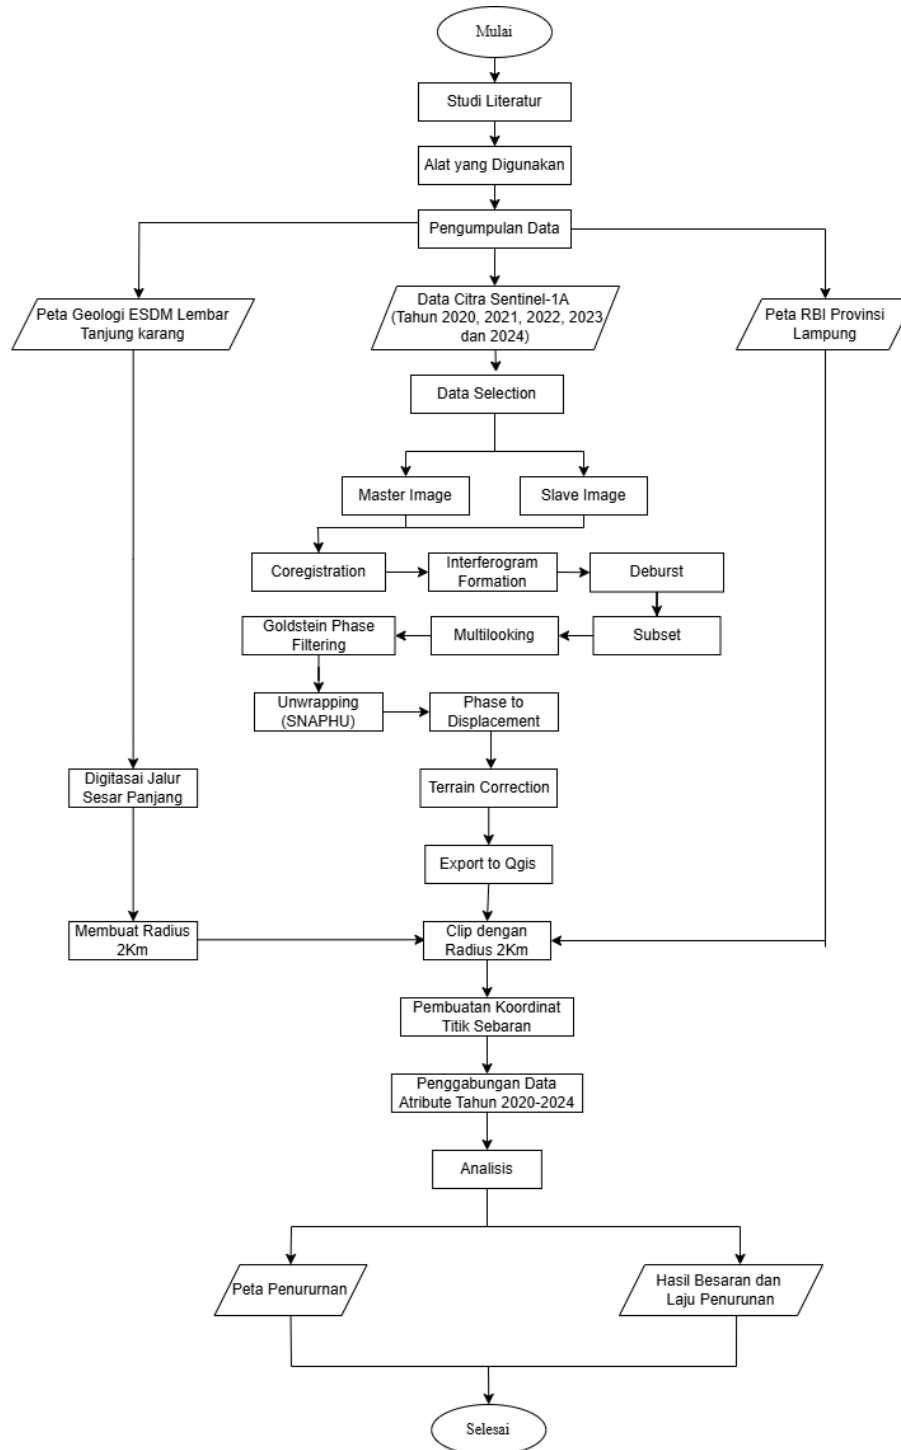 Mulai
Studi Literatur
Alat yang Digunakan
Pengumpulan Data
Peta Geologi ESDM Lembar
Tanjung karang
Data Citra Sentinel-1A
(Tahun 2020, 2021, 2022, 2023
dan 2024)
Peta RBI Provinsi
Lampung
Data Selection
Master Image
Slave Image
Coregistration
Interferogram
Formation
Deburst
Goldstein Phase
Filtering
Multilooking
Subset
Unwrapping
(SNAPHU)
Phase to
Displacement
Digitasai Jalur
Sesar Panjang
Terrain Correction
Export to Qgis
Membuat Radius
2Km
Clip dengan
Radius 2Km
Pembuatan Koordinat
Titik Sebaran
Penggabungan Data
Atribute Tahun 2020-2024
Analisis
Peta Penururnan
Hasil Besaran dan
Laju Penurunan
Selesai